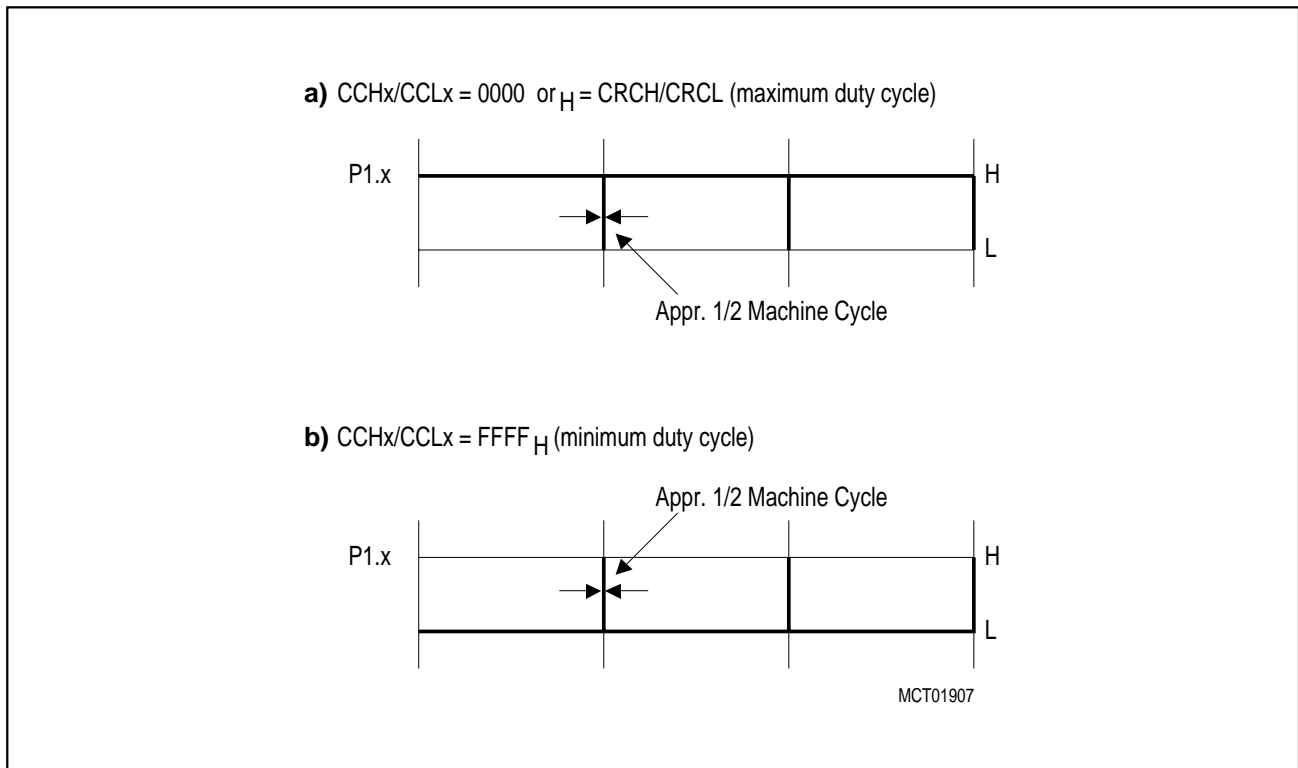 a) CCHx/CCLx = 0000 or H = CRCH/CRCL (maximum duty cycle)
P1.x
H
L
Appr. 1/2 Machine Cycle
b) CCHx/CCLx = FFFF H (minimum duty cycle)
Appr. 1/2 Machine Cycle
P1.x
H
L
MCT01907